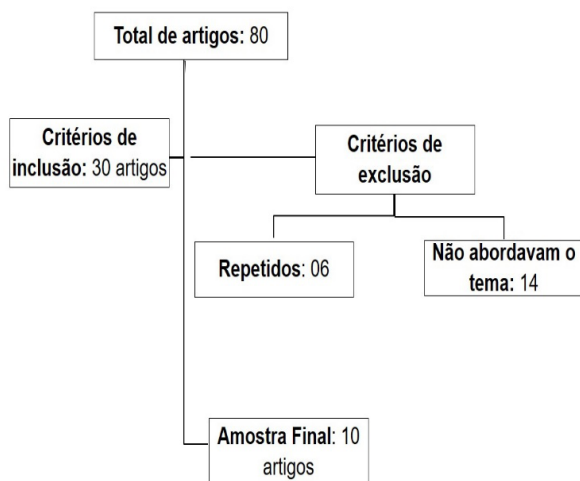 Total de artigos: 80
Critérios de
inclusão: 30 artigos
Critérios de
exclusão
Repetidos: 06
Não abordavam o
tema: 14
Amostra Final: 10
artigos